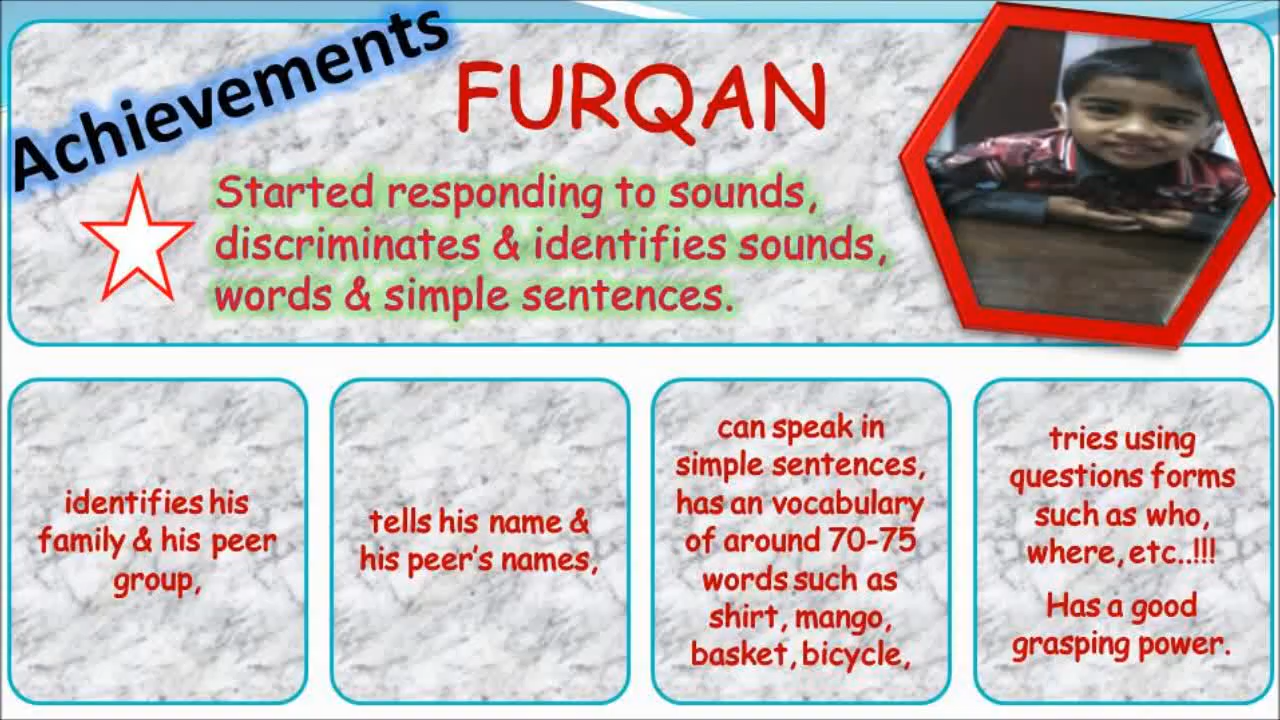 Achievements
FURQAN
Started responding to sounds,
discriminates & identifies sounds,
words & simple sentences.
identifies his
family & his peer
group,
tells his name &
his peer's names,
can speak in
simple sentences,
has an vocabulary
of around 70-75
words such as
shirt, mango,
basket, bicycle,
tries using
questions forms
such as who,
where, etc..!!!
Has a good
grasping power.